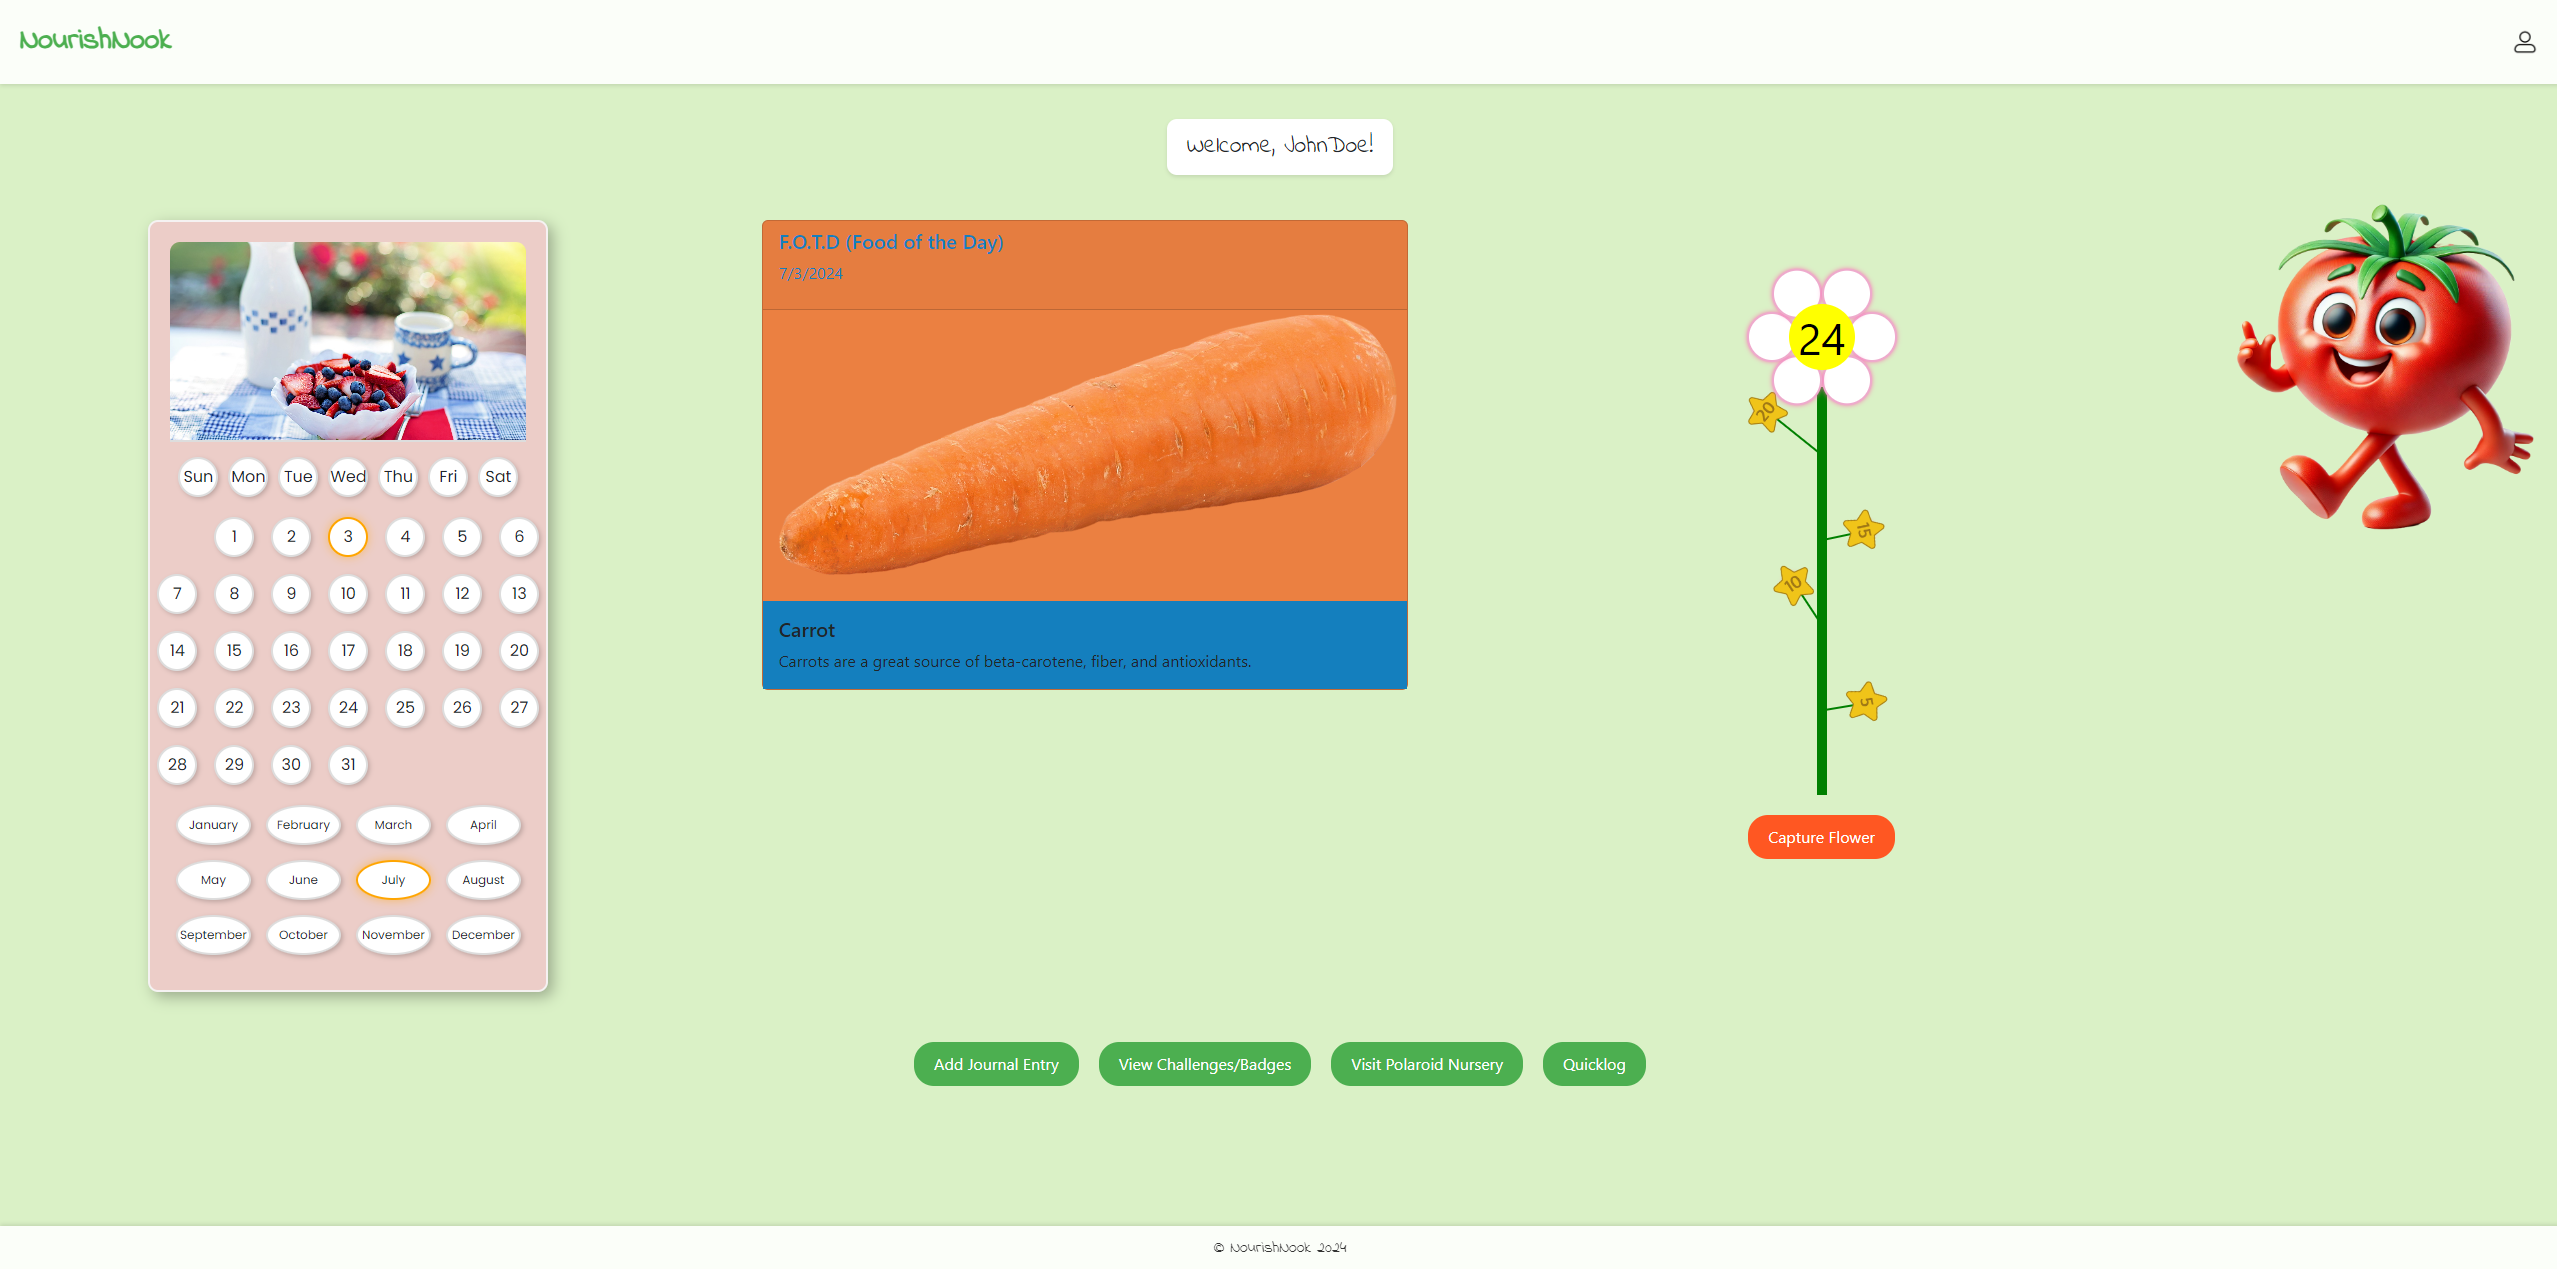 NourishNook
Welcome, JohnDoe!
Sun Mon Tue Wed Thu Fri Sat
1 2 3 4 5 6
7 8 9 10 11 12 13
14 15 16 17 18 19 20
21 22 23 24 25 26 27
28 29 30 31
January February March April
May June July August
September October November December
F.O.T.D (Food of the Day)
7/3/2024
Carrot
Carrots are a great source of beta-carotene, fiber, and antioxidants.
24
20
15
10
5
Capture Flower
Add Journal Entry View Challenges/Badges Visit Polaroid Nursery Quicklog
© NourishNook 2024